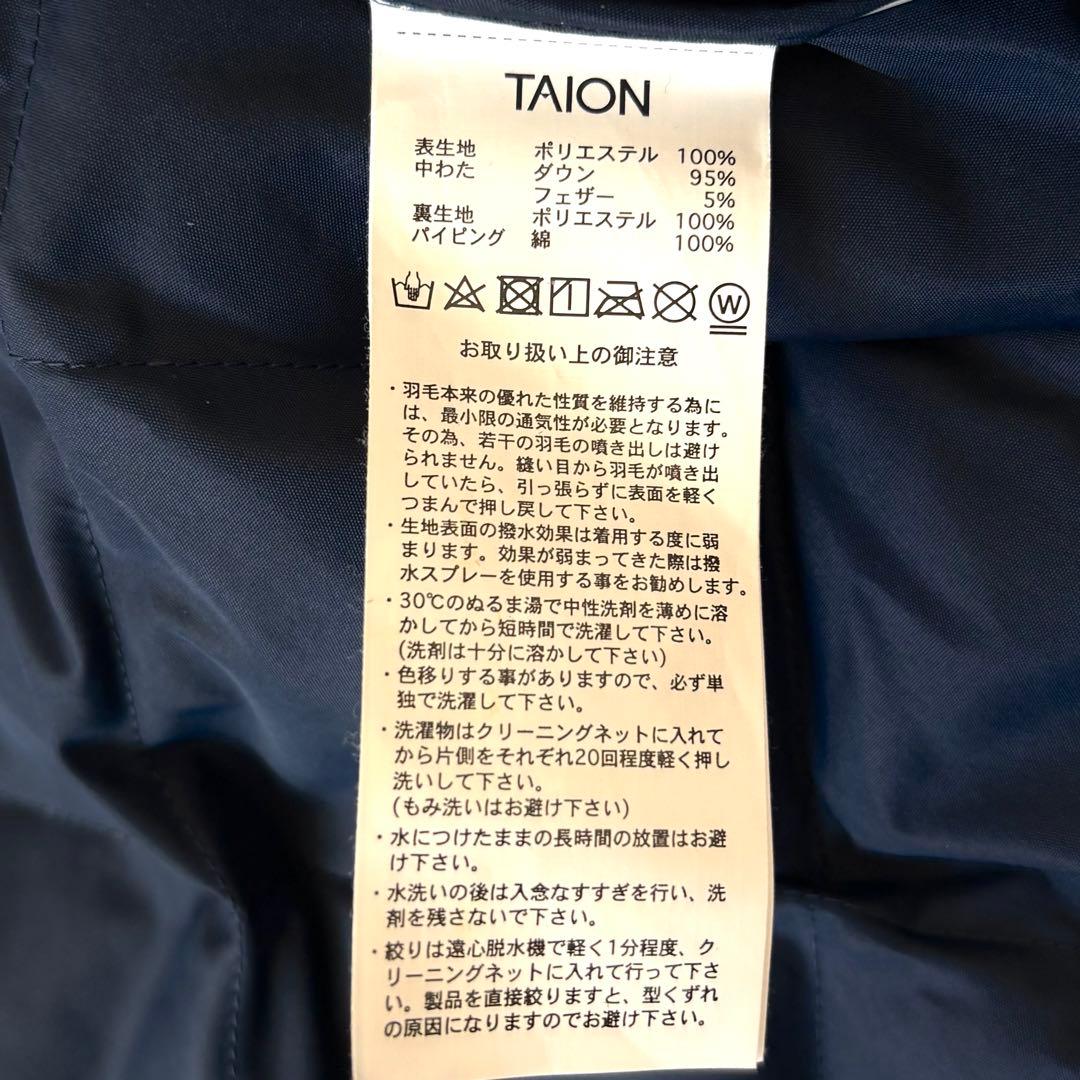 TAION
表生地 ポリエステル 100%
中わた ダウン 95%
フェザー 5%
裏生地 ポリエステル 100%
パイピング 綿 100%
W
お取り扱い上の御注意
・羽毛本来の優れた性質を維持する為に
は、最小限の通気性が必要となります。
その為、若干の羽毛の噴き出しは避け
られません。縫い目から羽毛が噴き出
していたら、引っ張らずに表面を軽く
つまんで押し戻して下さい。
・生地表面の撥水効果は着用する度に弱
まります。効果が弱まってきた際は撥
水スプレーを使用する事をお勧めします。
・30℃のぬるま湯で中性洗剤を薄めに溶
かしてから短時間で洗濯して下さい。
(洗剤は十分に溶かして下さい)
・色移りする事がありますので、必ず単
独で洗濯して下さい。
・洗濯物はクリーニングネットに入れて
から片側をそれぞれ20回程度軽く押し
洗いして下さい。
(もみ洗いはお避け下さい)
・水につけたままの長時間の放置はお避
け下さい。
・水洗いの後は入念なすすぎを行い、洗
剤を残さないで下さい。
・絞りは遠心脱水機で軽く1分程度、ク
リーニングネットに入れて行って下さ
い。製品を直接絞りますと、型くずれ
の原因になりますのでお避け下さい。